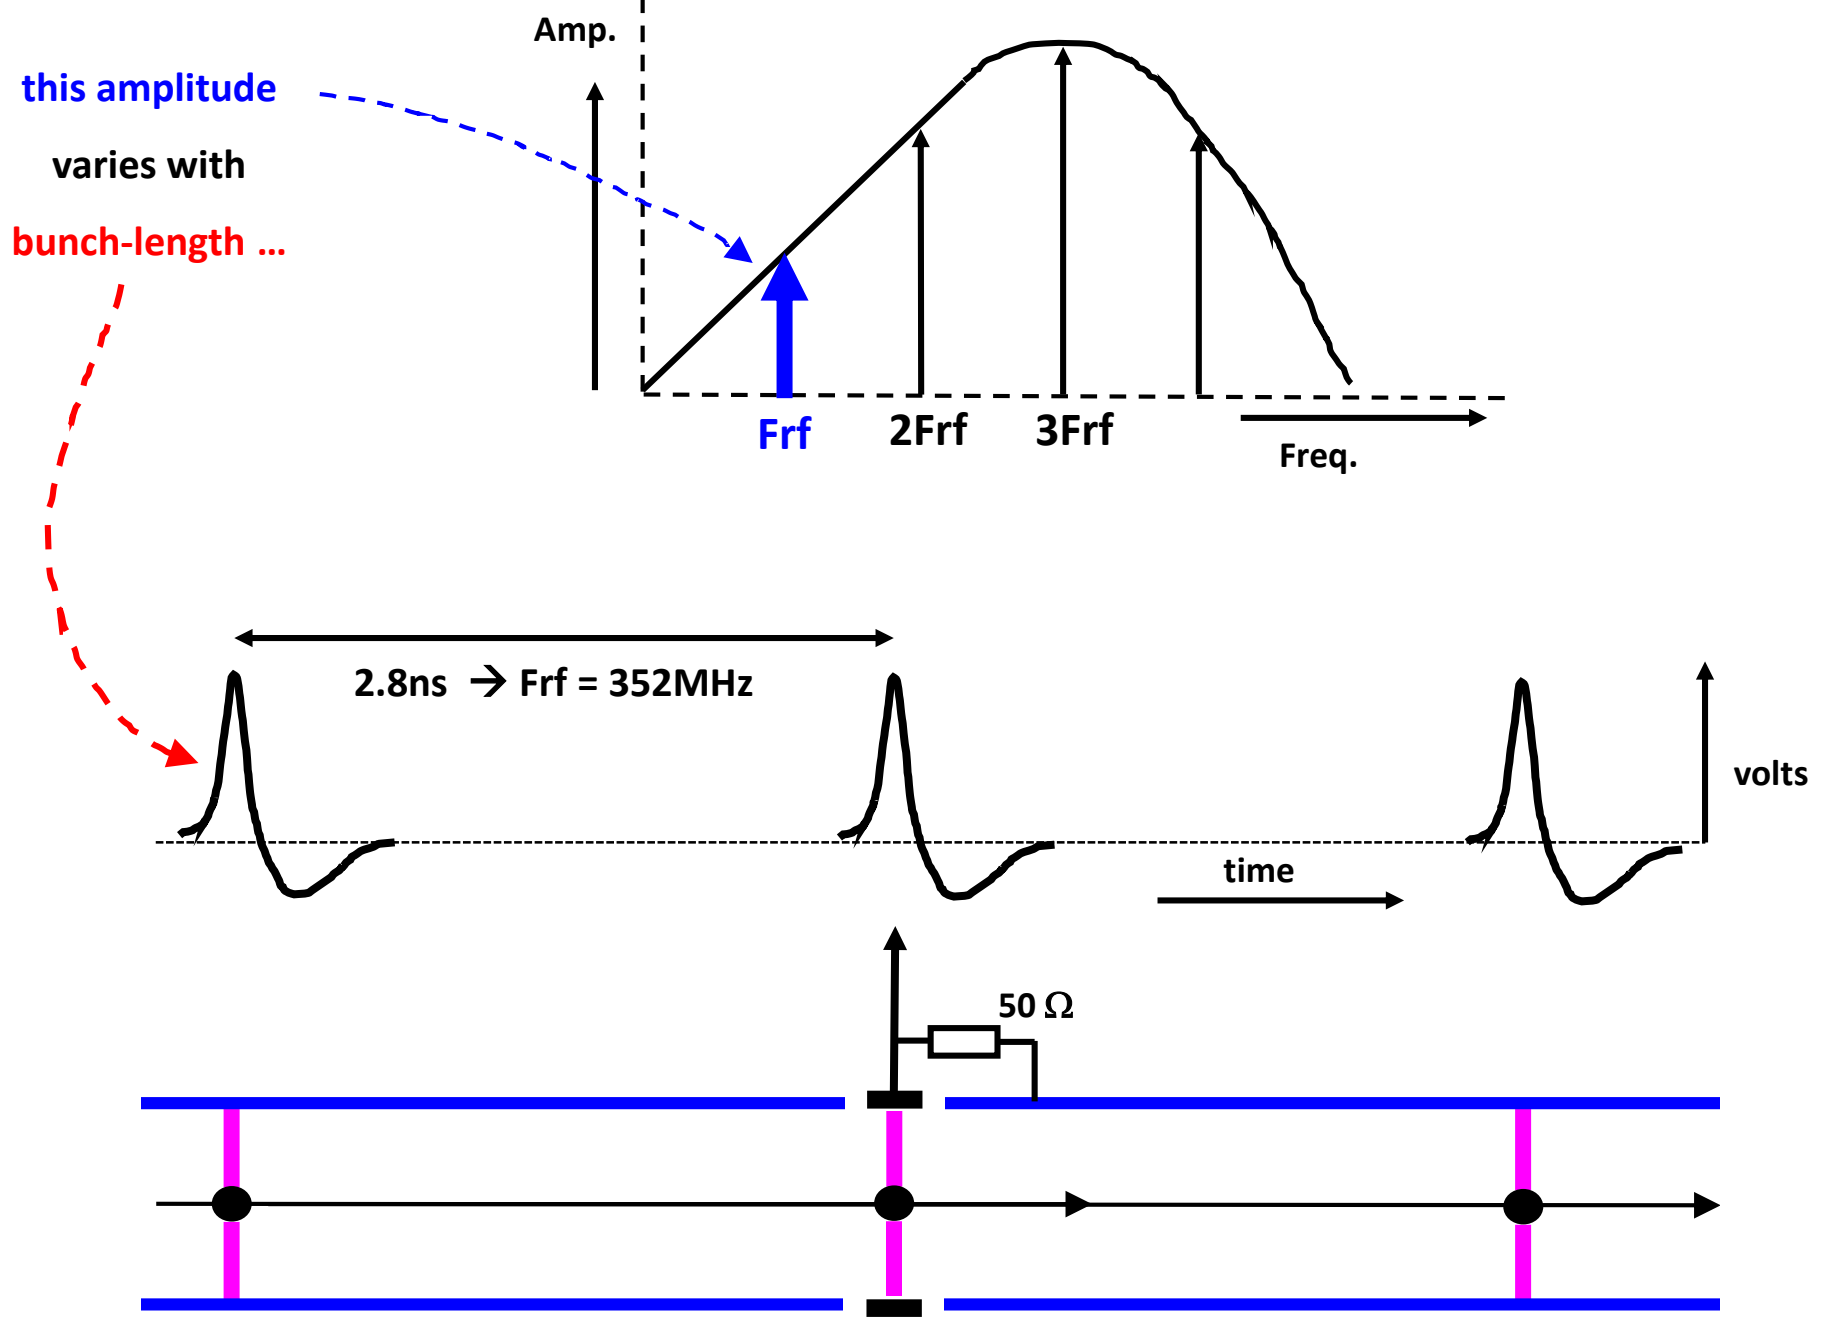 Amp.
this amplitude
varies with
bunch-length ...
Frf
2Frf
3Frf
Freq.
2.8ns → Frf = 352MHz
volts
time
50 Ω